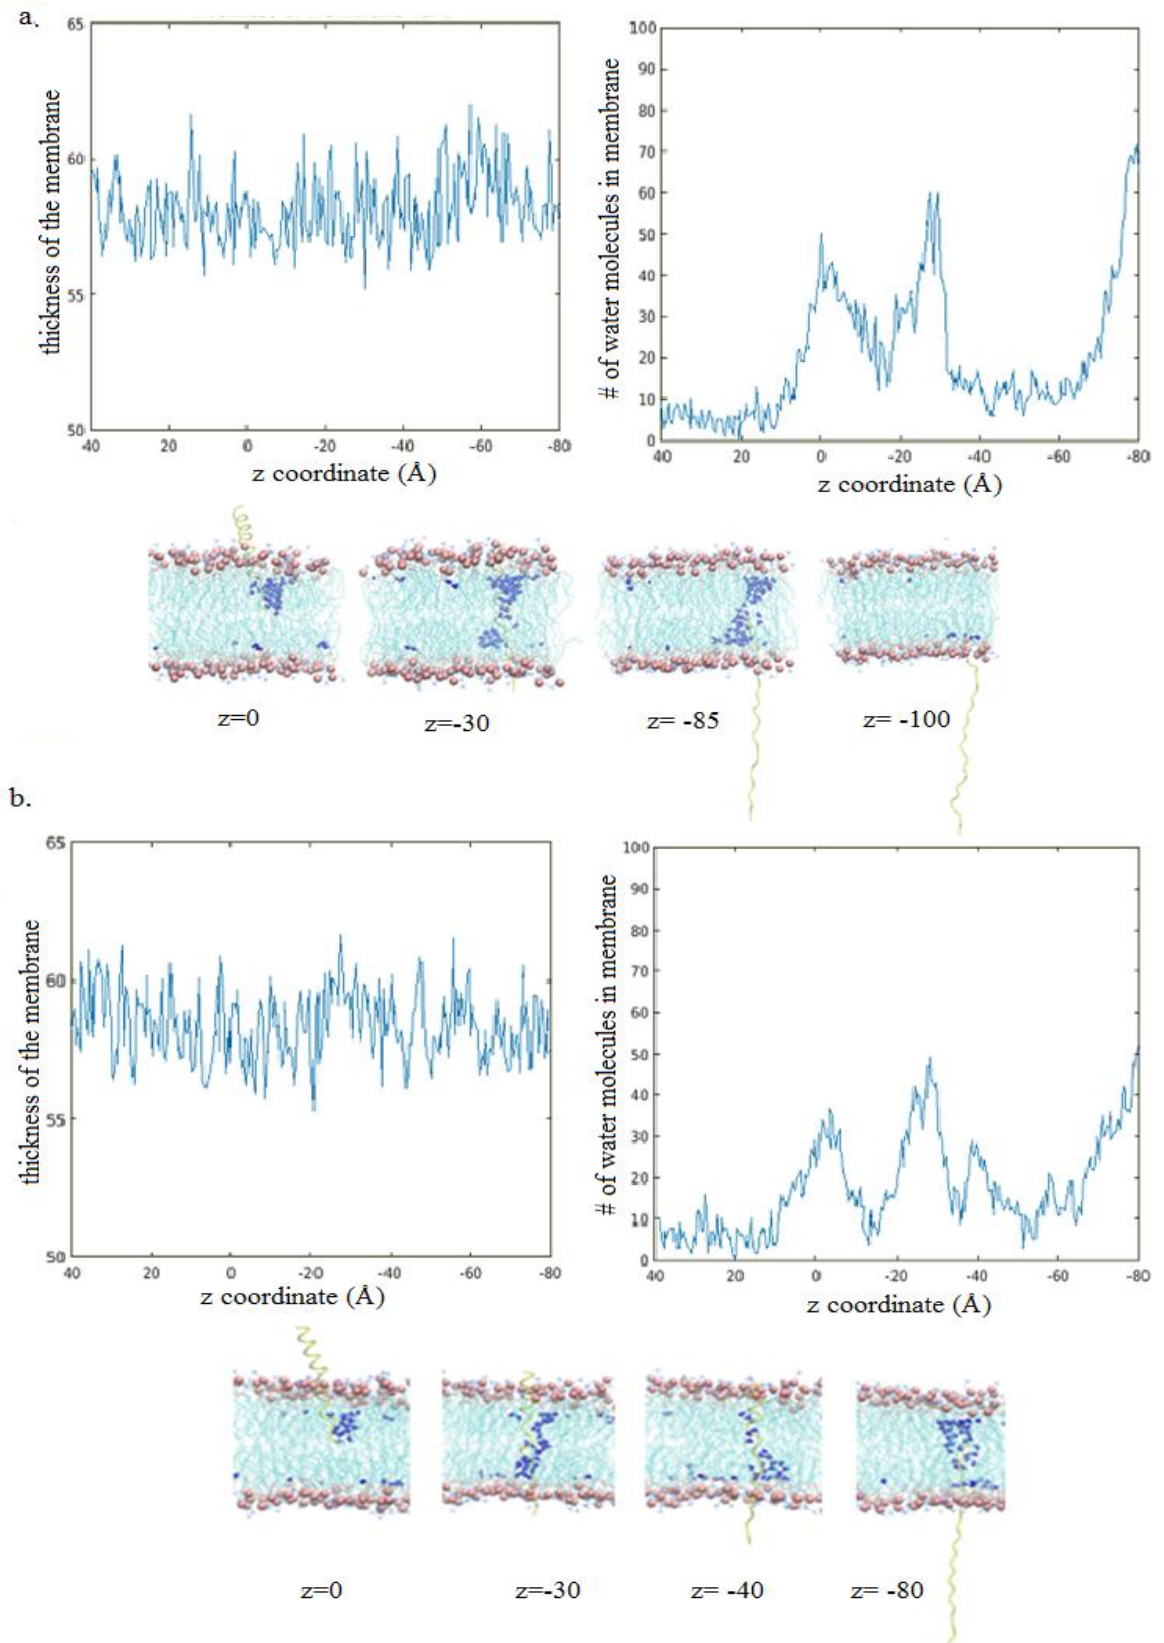 a.
65
60
55
50
thickness of the membrane
40 20 0 -20 -40 -60 -80
z coordinate (Å)
100
90
80
70
60
50
40
30
20
10
0
# of water molecules in membrane
40 20 0 -20 -40 -60 -80
z coordinate (Å)
z=0 z=-30 z= -85 z= -100
b.
65
60
55
50
thickness of the membrane
40 20 0 -20 -40 -60 -80
z coordinate (Å)
100
90
80
70
60
50
40
30
20
10
0
# of water molecules in membrane
40 20 0 -20 -40 -60 -80
z coordinate (Å)
z=0 z=-30 z= -40 z= -80